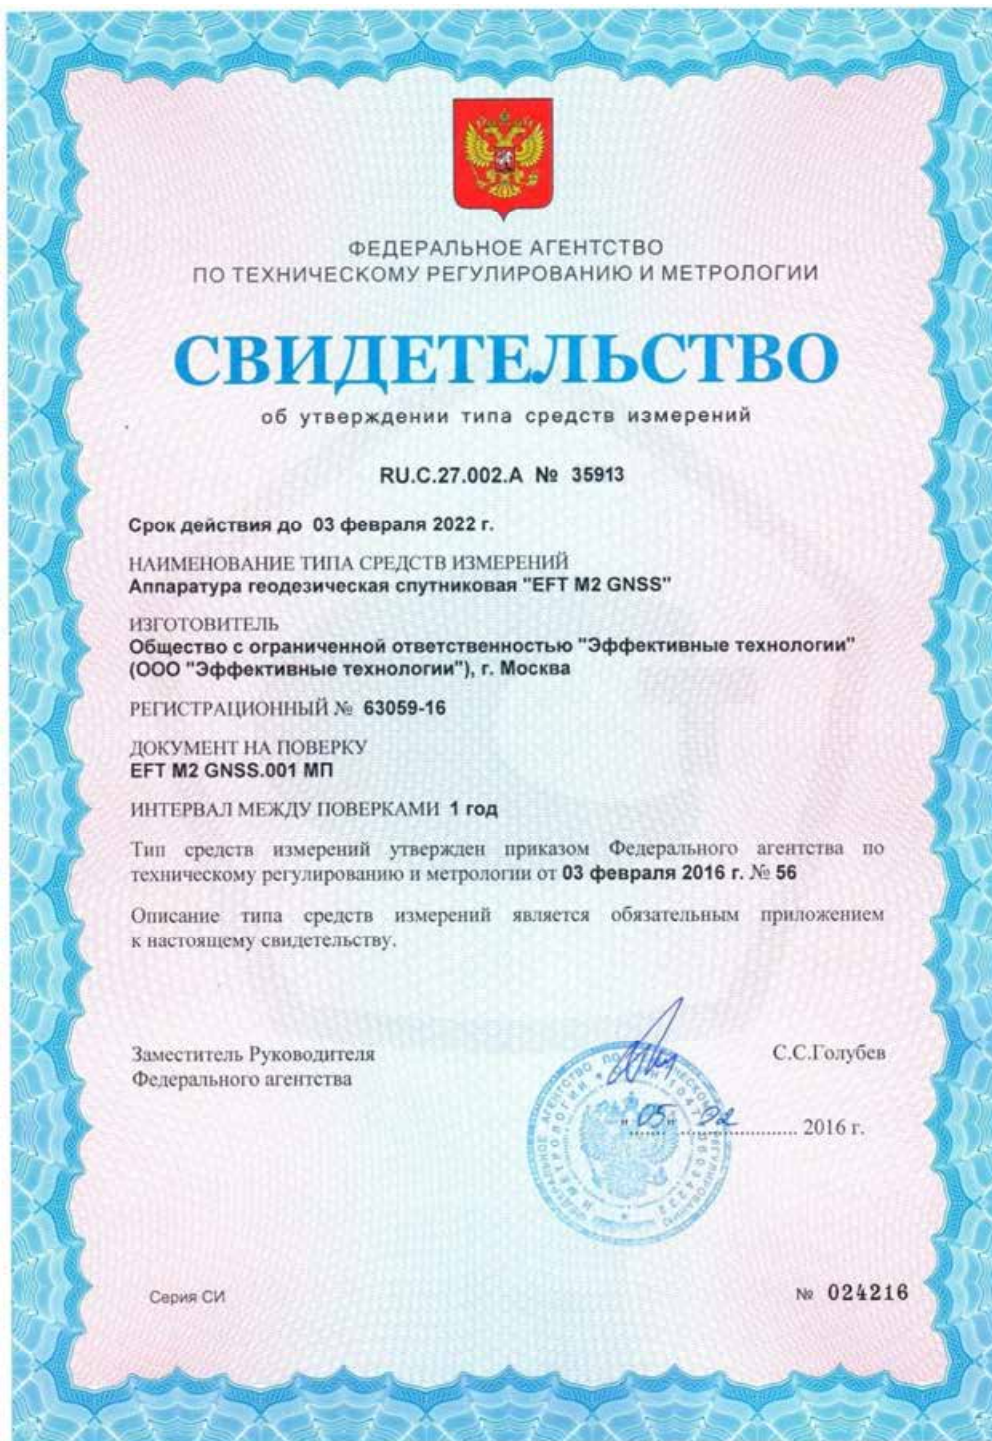 ФЕДЕРАЛЬНОЕ АГЕНТСТВО
ПО ТЕХНИЧЕСКОМУ РЕГУЛИРОВАНИЮ И МЕТРОЛОГИИ
СВИДЕТЕЛЬСТВО
об утверждении типа средств измерений
RU.C.27.002.A № 35913
Срок действия до 03 февраля 2022 г.
НАИМЕНОВАНИЕ ТИПА СРЕДСТВ ИЗМЕРЕНИЙ
Аппаратура геодезическая спутниковая "EFT M2 GNSS"
ИЗГОТОВИТЕЛЬ
Общество с ограниченной ответственностью "Эффективные технологии"
(ООО "Эффективные технологии"), г. Москва
РЕГИСТРАЦИОННЫЙ № 63059-16
ДОКУМЕНТ НА ПОВЕРКУ
EFT M2 GNSS.001 МП
ИНТЕРВАЛ МЕЖДУ ПОВЕРКАМИ 1 год
Тип средств измерений утвержден приказом Федерального агентства по
техническому регулированию и метрологии от 03 февраля 2016 г. № 56
Описание типа средств измерений является обязательным приложением
к настоящему свидетельству.
Заместитель Руководителя
Федерального агентства
С.С.Голубев
"05" 02 2016 г.
Серия СИ
№ 024216